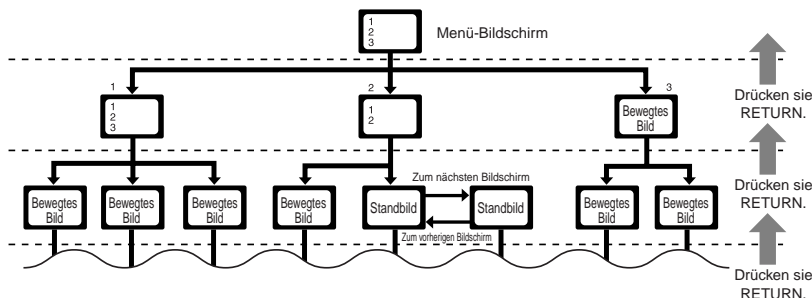 1
2
3
Menü-Bildschirm
1
2
3
Drücken sie
RETURN.
1
2
3
1
2
Bewegtes
Bild
Drücken sie
RETURN.
Bewegtes
Bild
Bewegtes
Bild
Bewegtes
Bild
Bewegtes
Bild
Zum nächsten Bildschirm
Standbild
Standbild
Zum vorherigen Bildschirm
Bewegtes
Bild
Bewegtes
Bild
Drücken sie
RETURN.